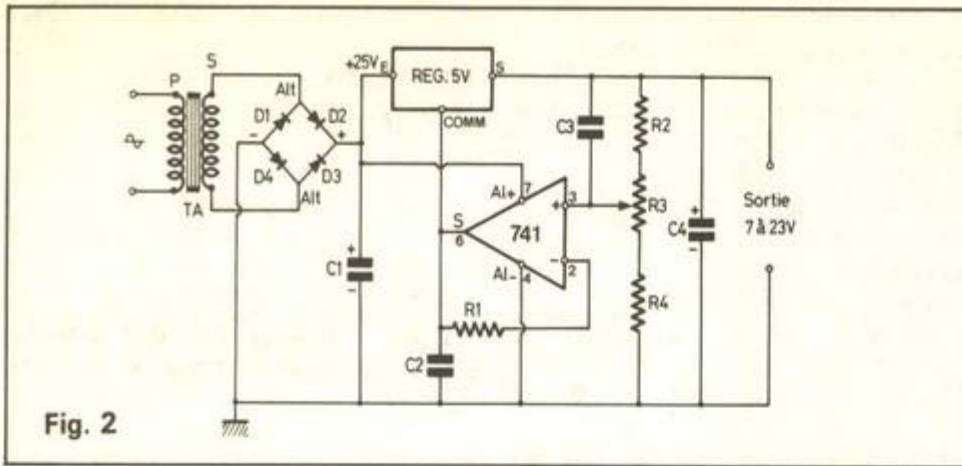 P
S
TA
Alt
D1
D2
-
+
D4
D3
Alt
+25V
E
REG. 5V
S
COMM
C1
+
-
Al+
7
S
6
741
+
3
-
2
Al-
4
R1
C2
C3
R2
R3
R4
C4
+
-
Sortie
7 à 23V
Fig. 2